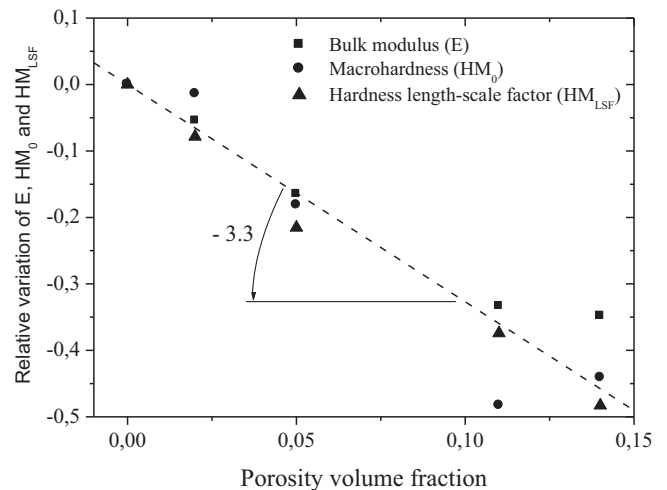 0,1
0,0
-0,1
-0,2
-0,3
-0,4
-0,5
Relative variation of E, HM0 and HMLSF
Bulk modulus (E)
Macrohardness (HM0)
Hardness length-scale factor (HMLSF)
- 3.3
0,00
0,05
0,10
0,15
Porosity volume fraction